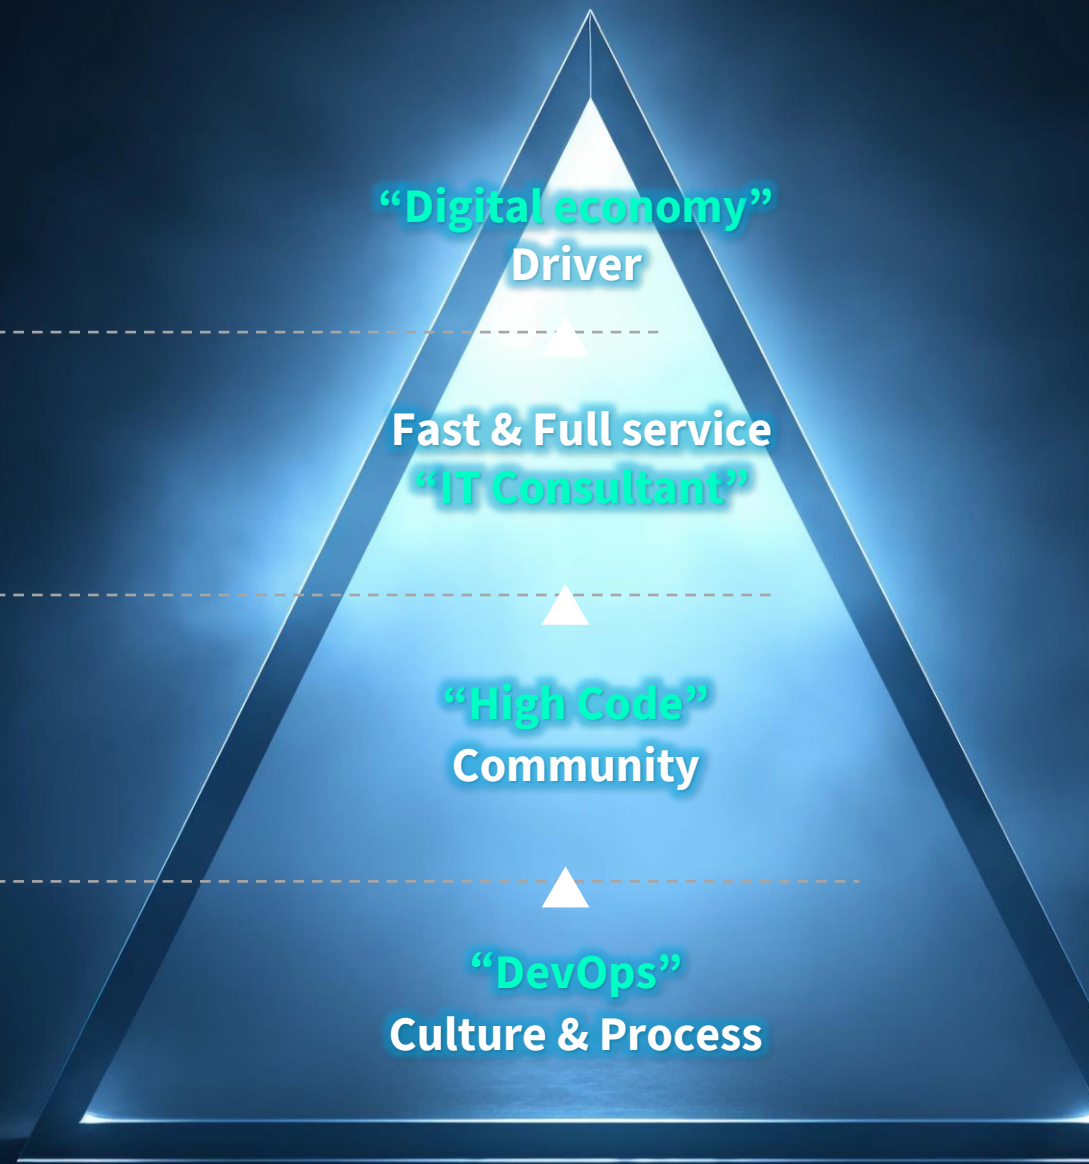 “Digital economy”
Driver
Fast & Full service
“IT Consultant”
“High Code”
Community
“DevOps”
Culture & Process